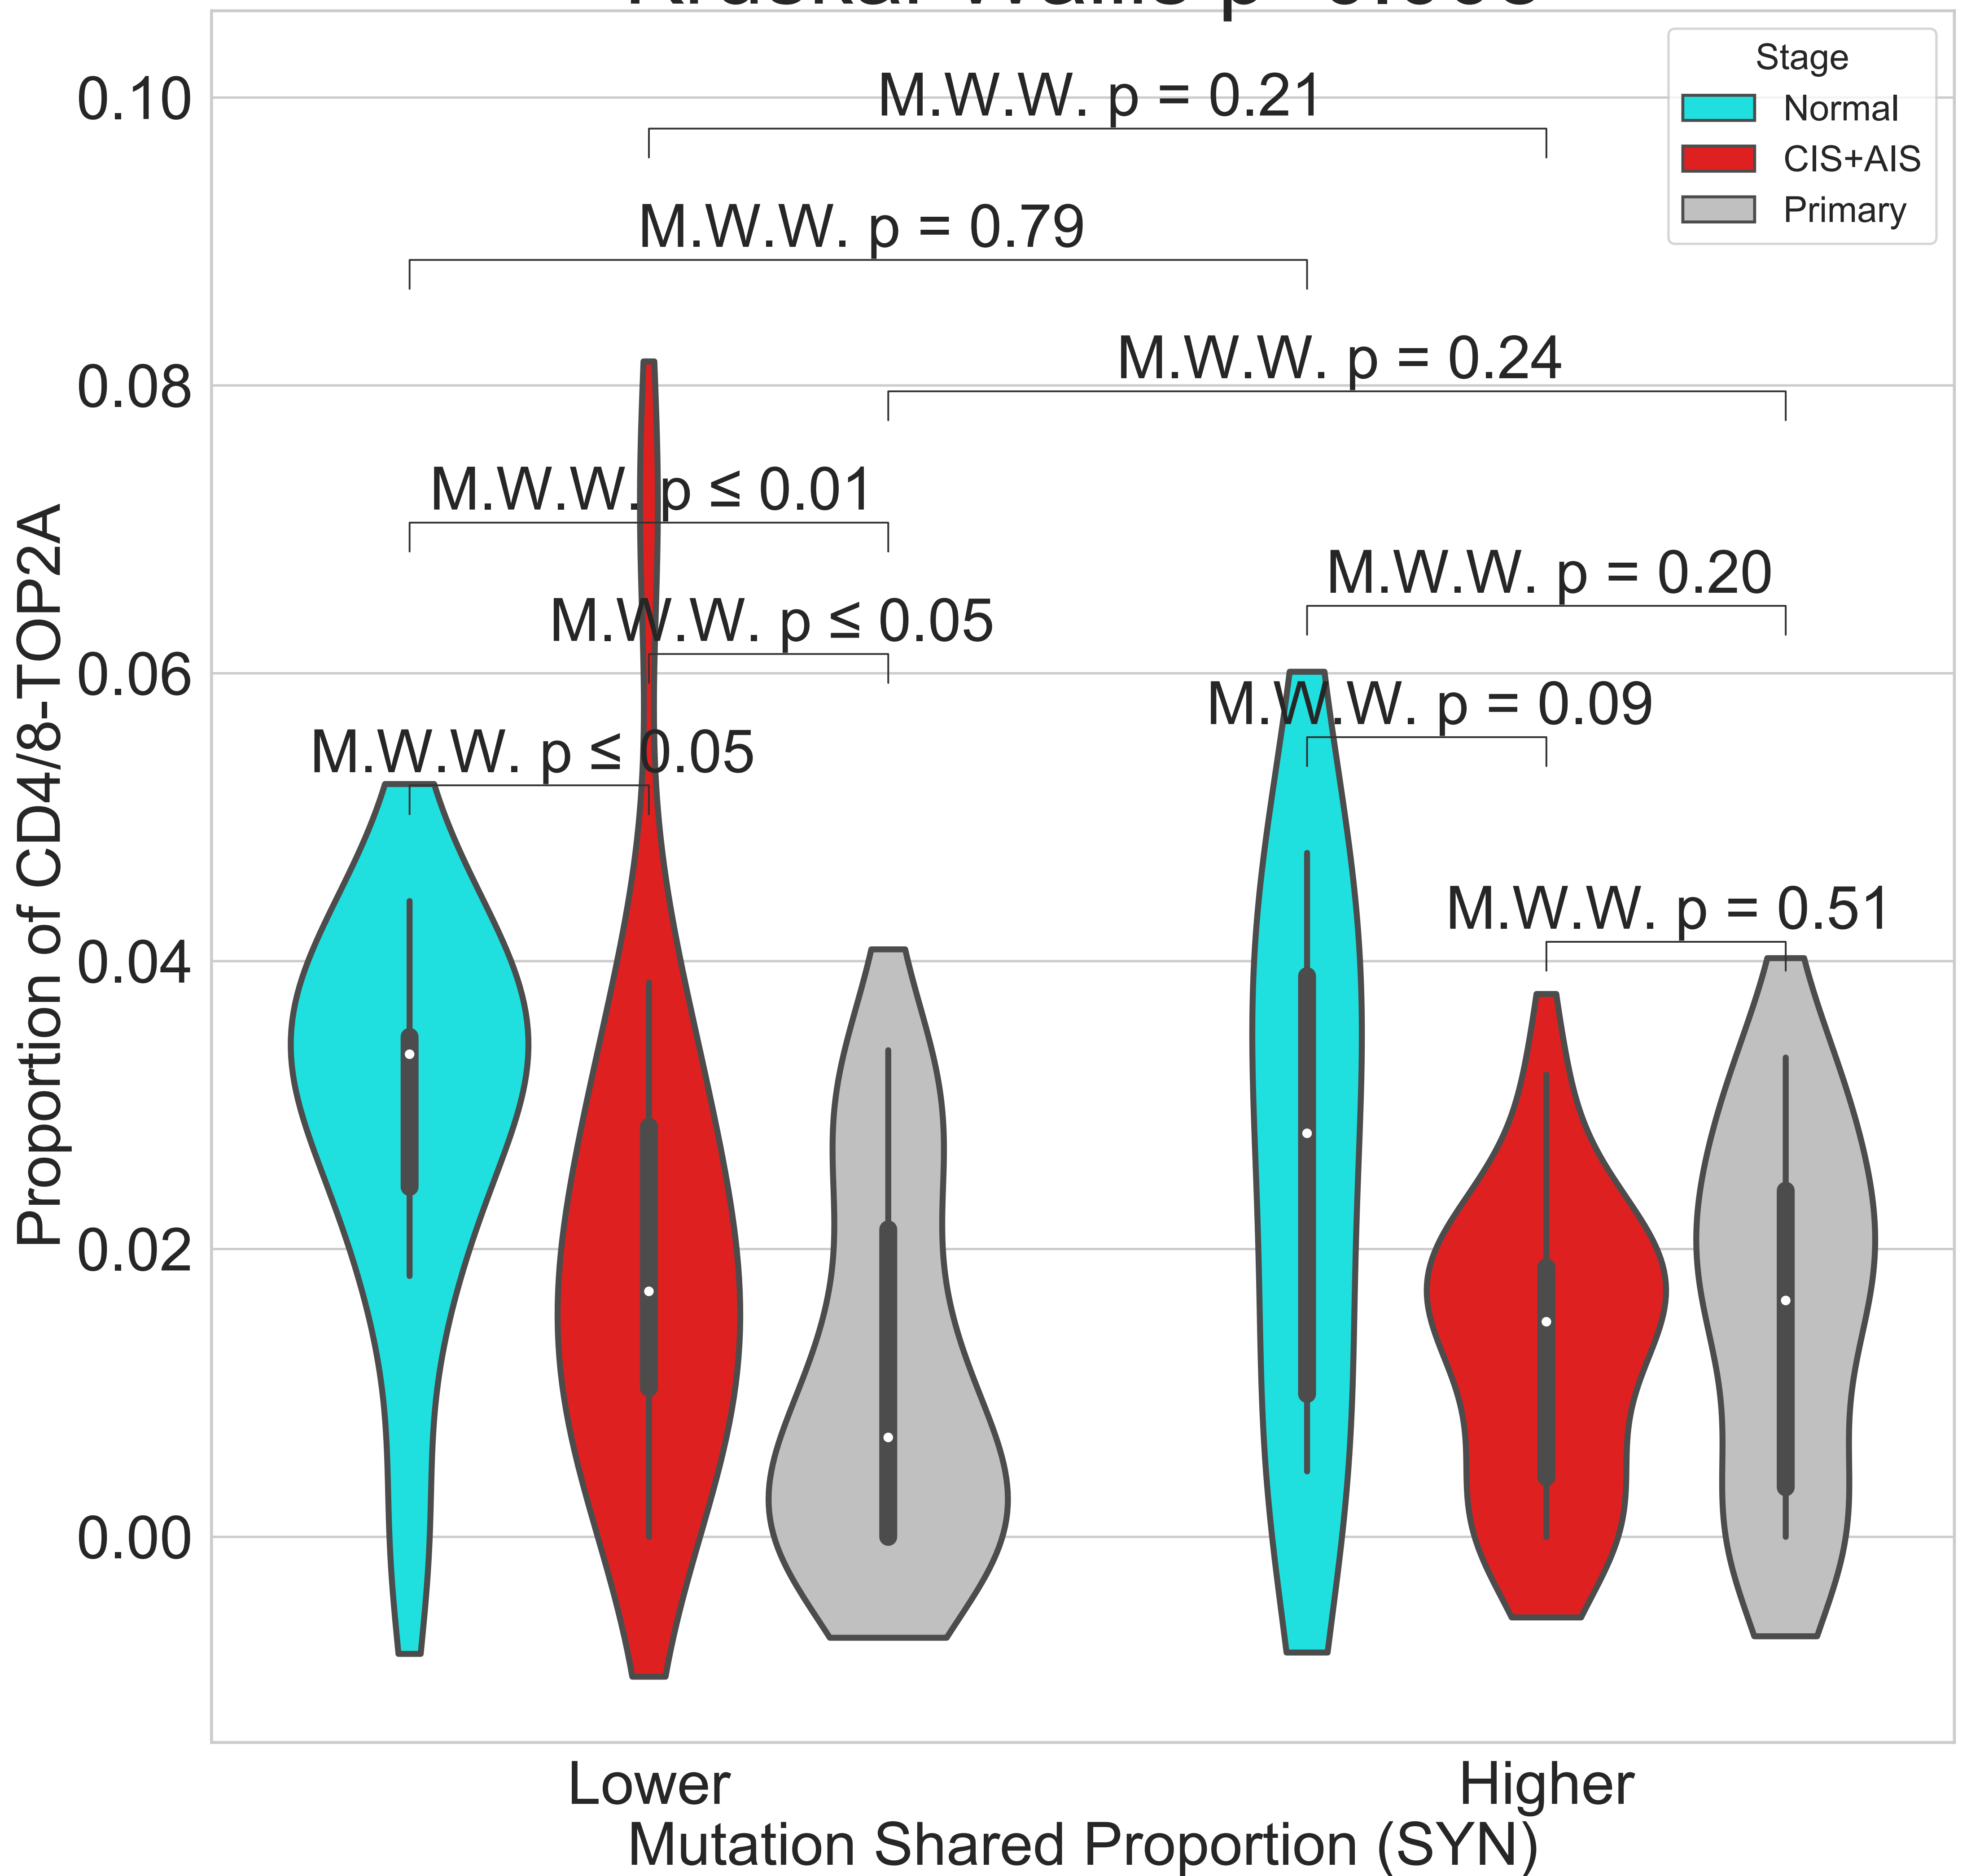 0.10
0.08
0.06
0.04
0.02
0.00
Proportion of CD4/8-TOP2A
Stage
Normal
CIS+AIS
Primary
M.W.W. p = 0.21
M.W.W. p = 0.79
M.W.W. p = 0.24
M.W.W. p ≤ 0.01
M.W.W. p = 0.20
M.W.W. p ≤ 0.05
M.W.W. p = 0.09
M.W.W. p ≤ 0.05
M.W.W. p = 0.51
Lower
Higher
Mutation Shared Proportion (SYN)